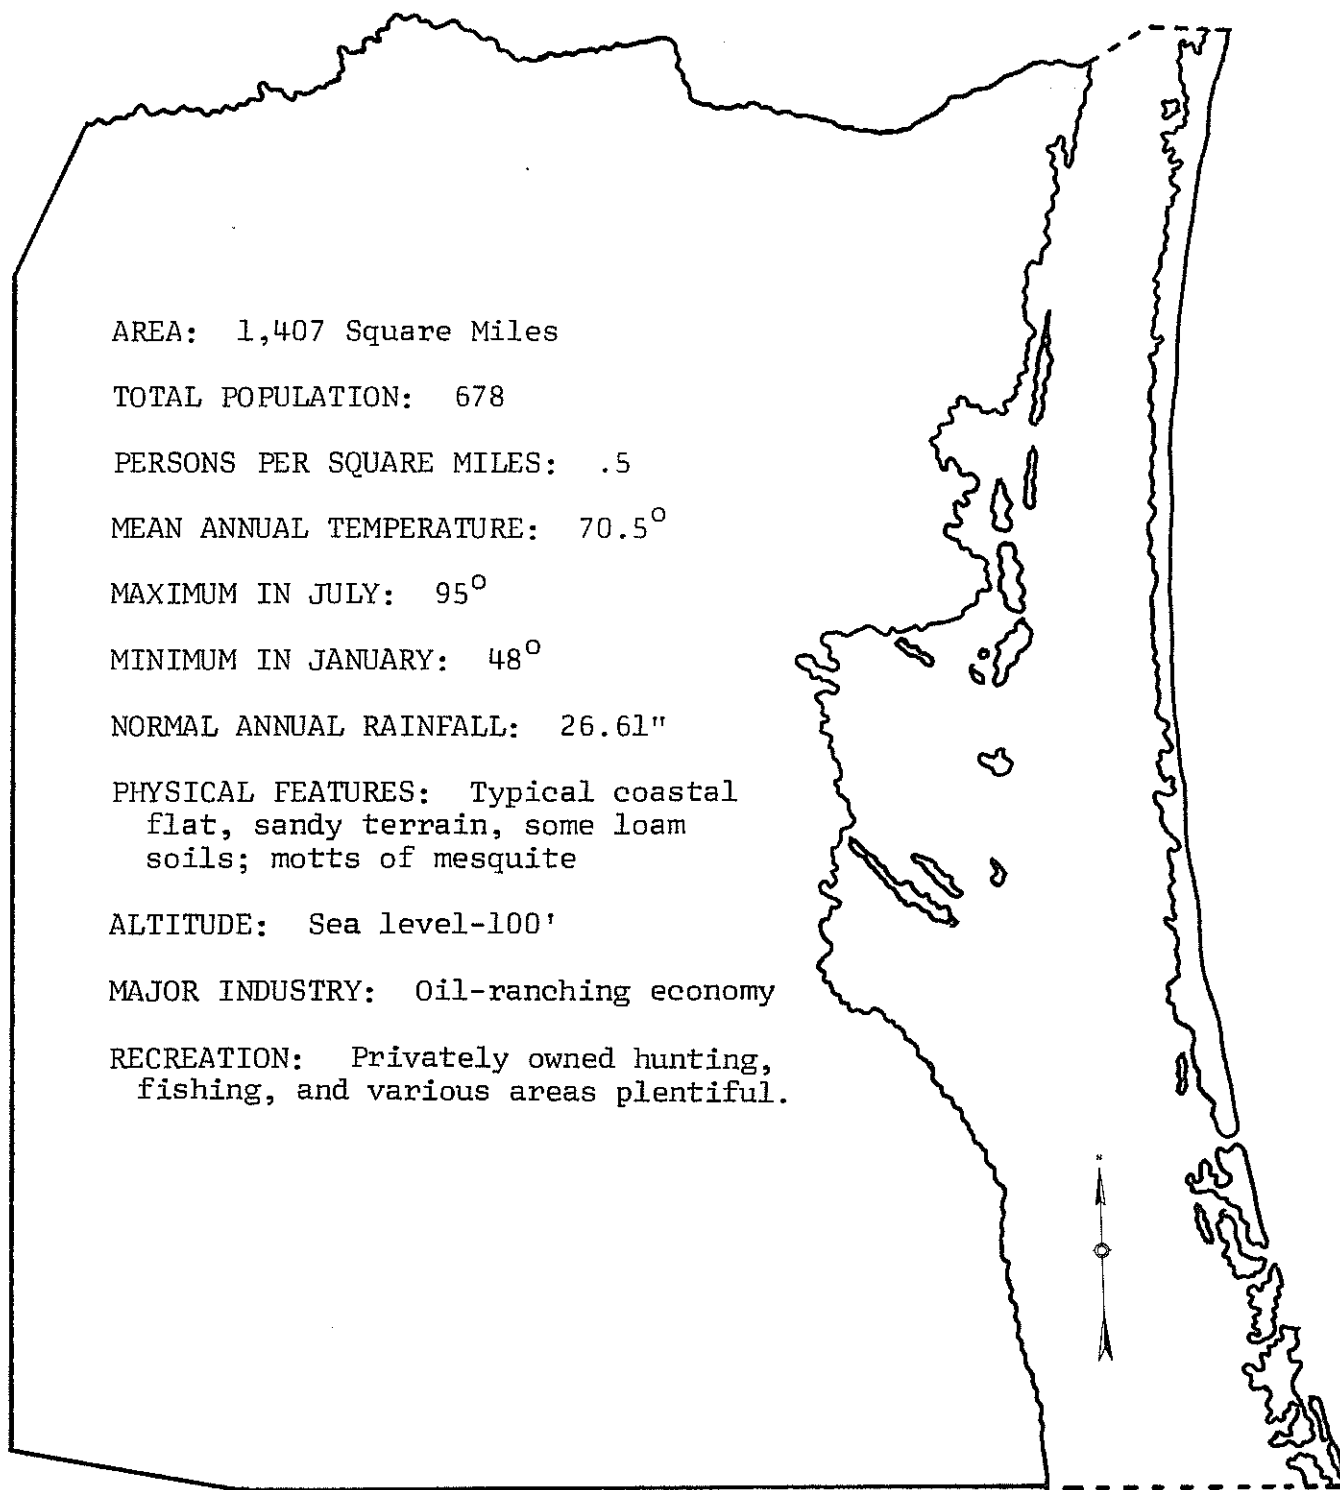 AREA: 1,407 Square Miles
TOTAL POPULATION: 678
PERSONS PER SQUARE MILES: .5
MEAN ANNUAL TEMPERATURE: 70.5°
MAXIMUM IN JULY: 95°
MINIMUM IN JANUARY: 48°
NORMAL ANNUAL RAINFALL: 26.61"
PHYSICAL FEATURES: Typical coastal
flat, sandy terrain, some loam
soils; motts of mesquite
ALTITUDE: Sea level-100'
MAJOR INDUSTRY: Oil-ranching economy
RECREATION: Privately owned hunting,
fishing, and various areas plentiful.